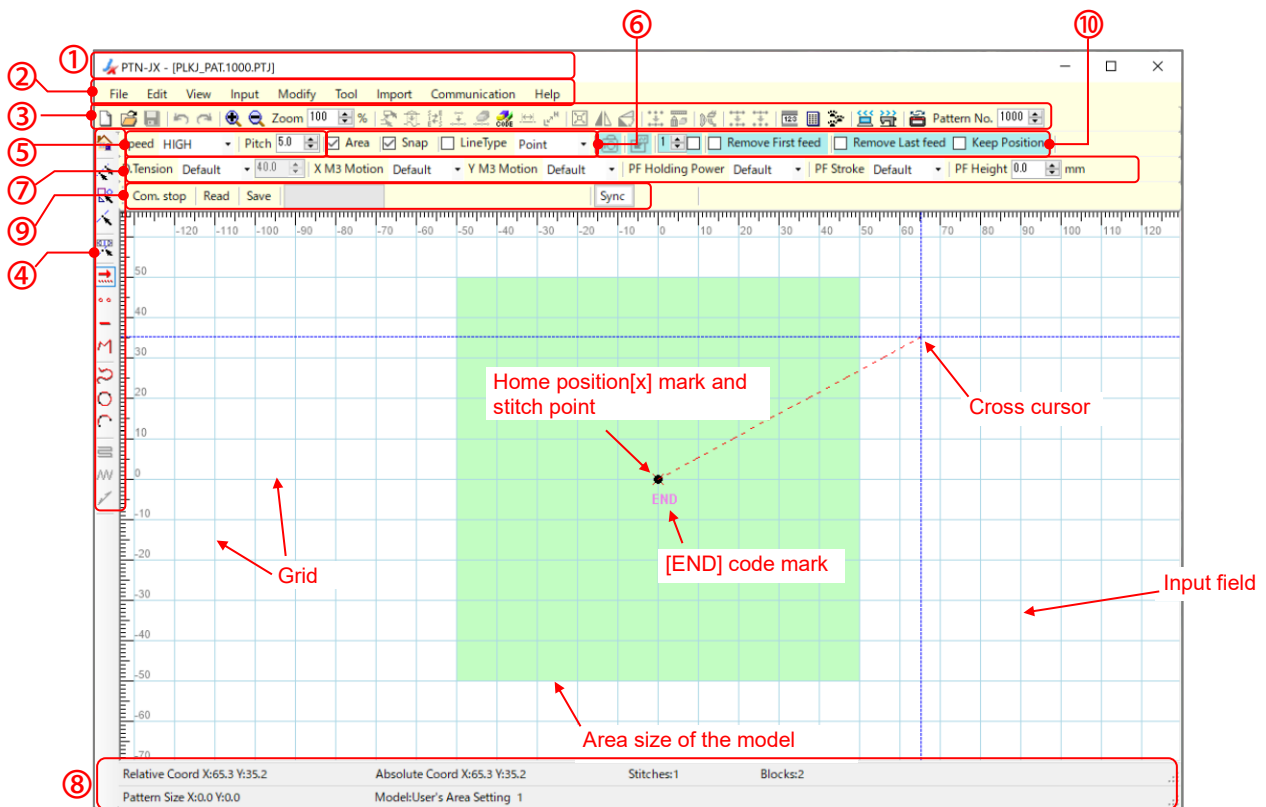 ⑥ ⑩
①
PTN-JX - [PLKJ_PAT.1000.PTJ]
②
File Edit View Input Modify Tool Import Communication Help
③
Zoom 100 % CODE 123 Pattern No. 1000
⑤
peed HIGH Pitch 5.0 Area Snap LineType Point 1 Remove First feed Remove Last feed Keep Position
⑦
.Tension Default 40.0 X M3 Motion Default Y M3 Motion Default PF Holding Power Default PF Stroke Default PF Height 0.0 mm
⑨
Com. stop Read Save Sync
④
-120 -110 -100 -90 -80 -70 -60 -50 -40 -30 -20 -10 0 10 20 30 40 50 60 70 80 90 100 110 120
50
40
30
20
10
0
-10
-20
-30
-40
-50
-60
-70
Home position[x] mark and
stitch point
Cross cursor
END
[END] code mark
Grid
Input field
Area size of the model
⑧
Relative Coord X:65.3 Y:35.2 Absolute Coord X:65.3 Y:35.2 Stitches:1 Blocks:2
Pattern Size X:0.0 Y:0.0 Model:User's Area Setting 1